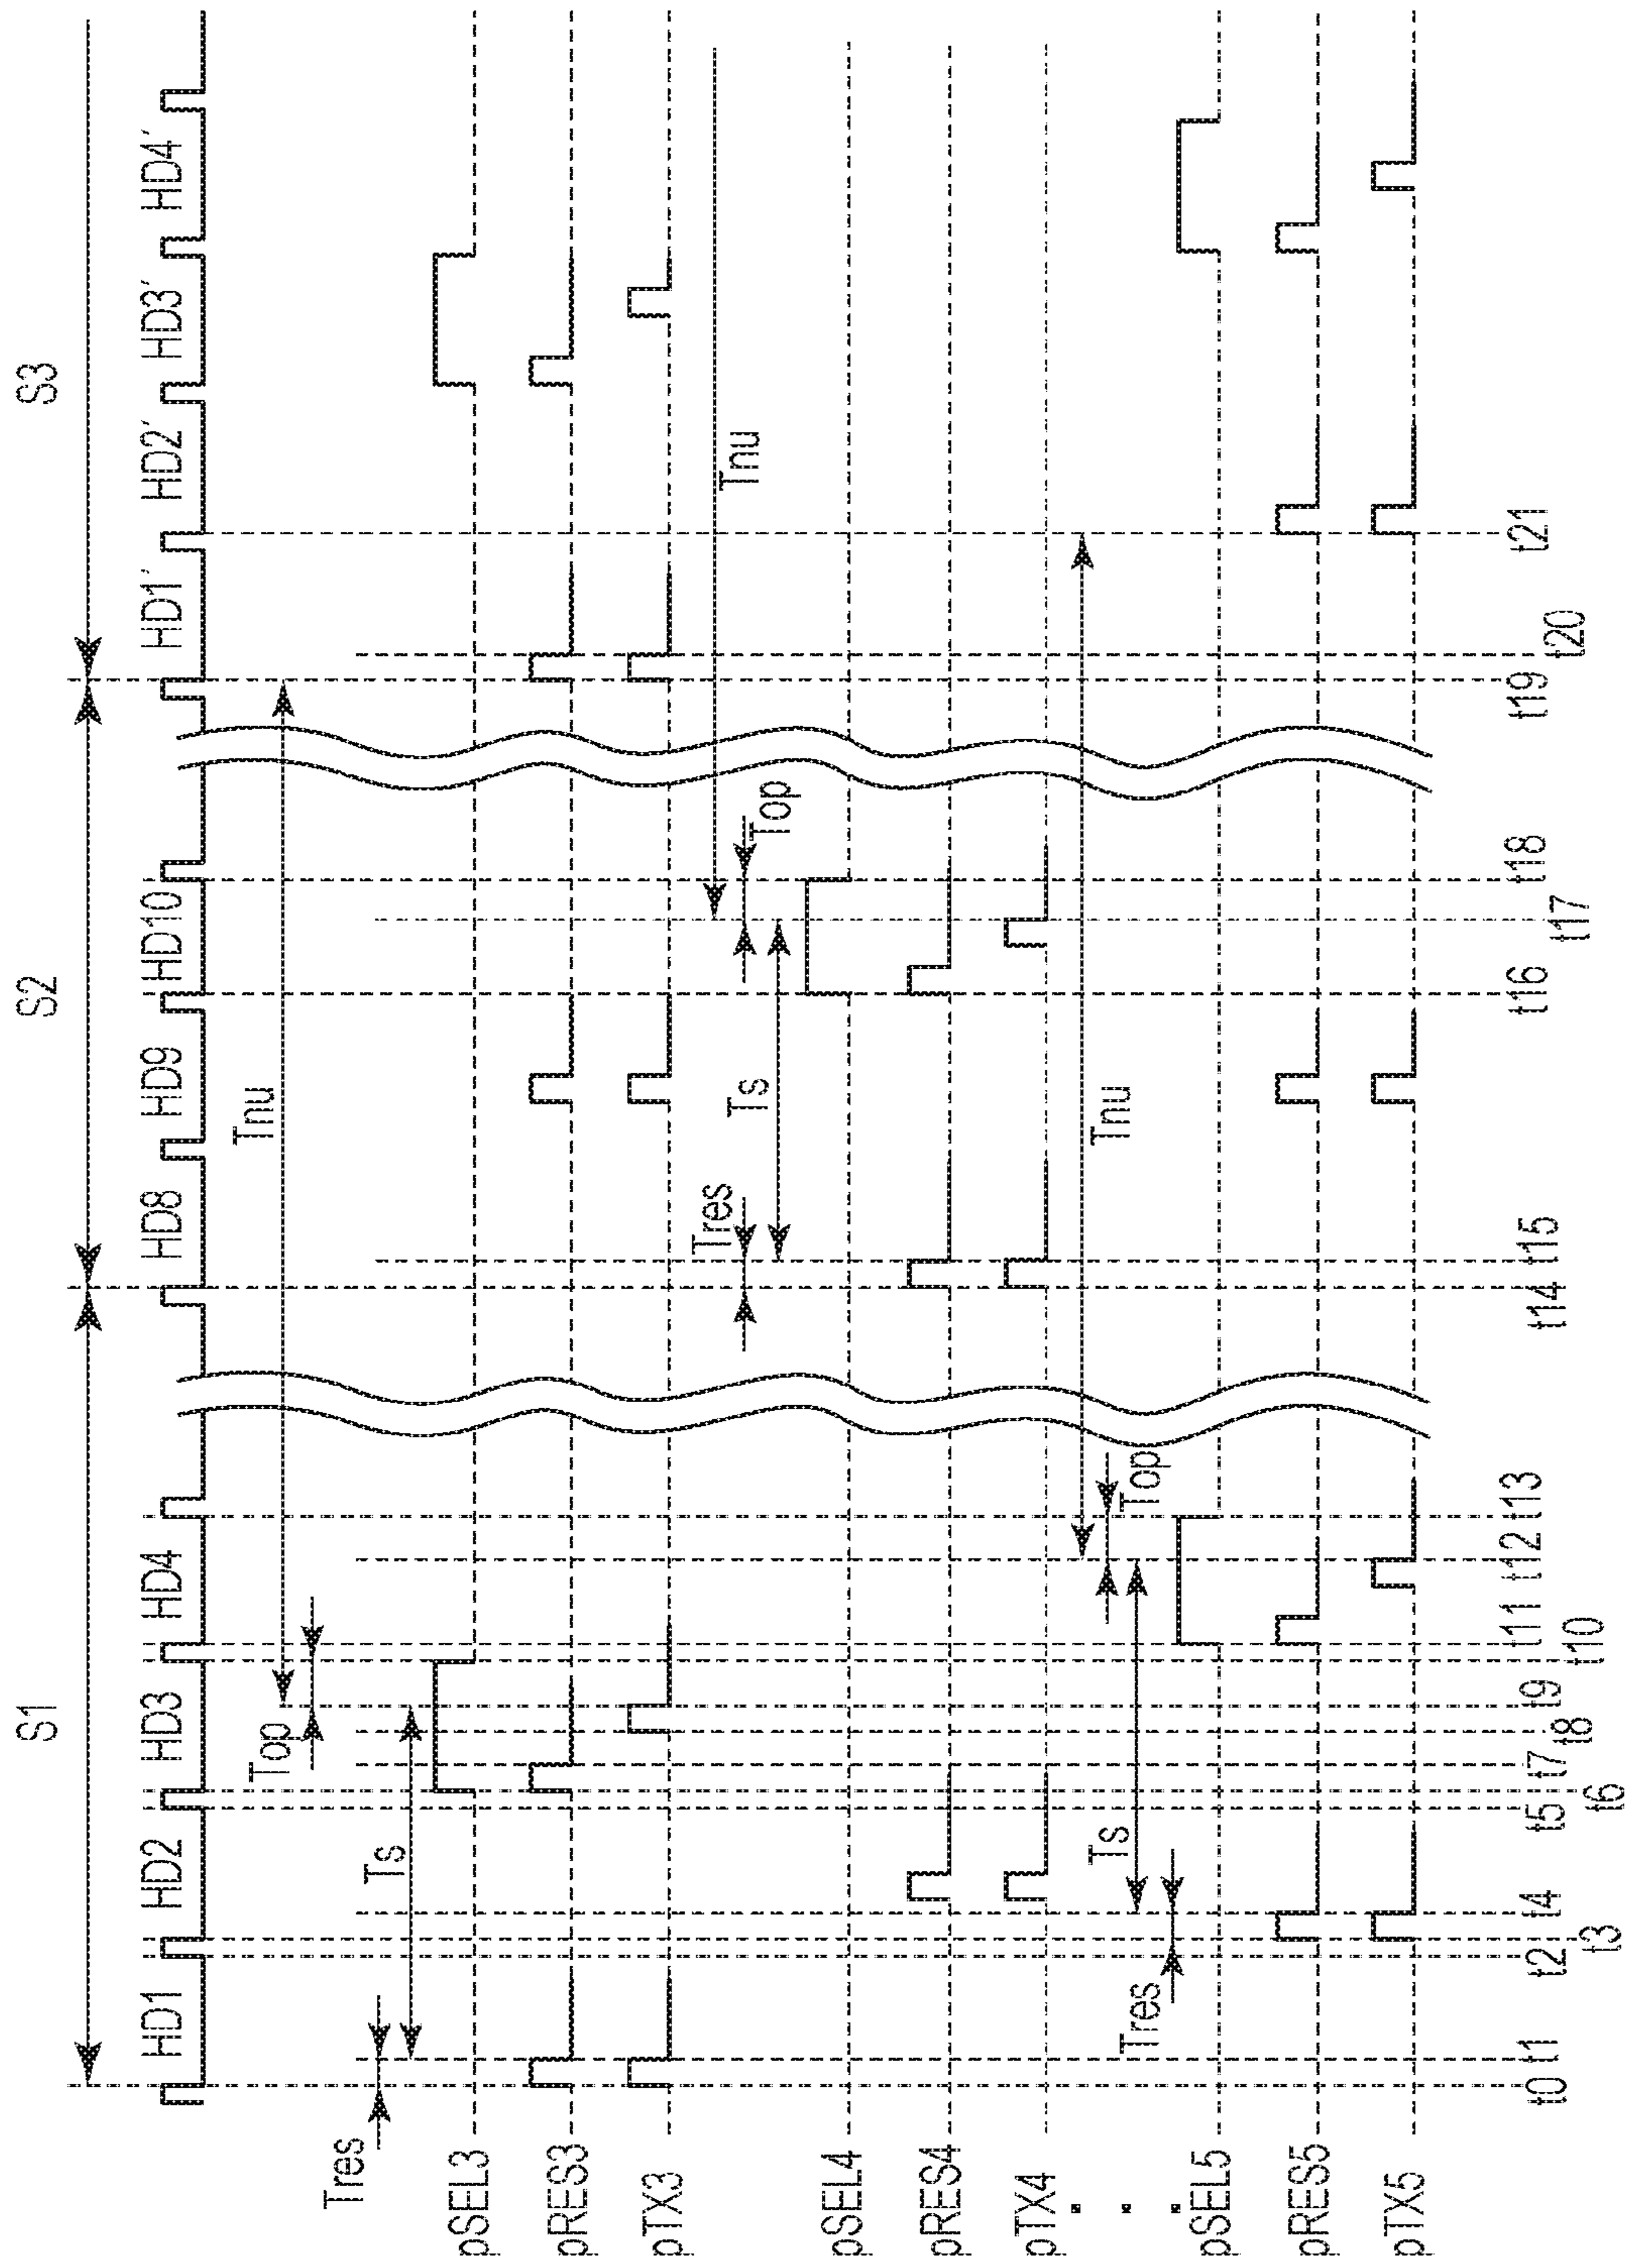 S1 S2 S3
HD1 HD2 HD3 HD4 HD8 HD9 HD10 HD1′ HD2′ HD3′ HD4′
Tnu
Top
Tres Ts
pSEL3
pRES3
pTX3
Tnu
Tres Top
Ts
pSEL4
pRES4
pTX4
Tnu
Top
Ts
Tres
pSEL5
pRES5
pTX5
t0 t1 t2 t3 t4 t5 t6 t7 t8 t9 t10 t11 t12 t13 t14 t15 t16 t17 t18 t19 t20 t21